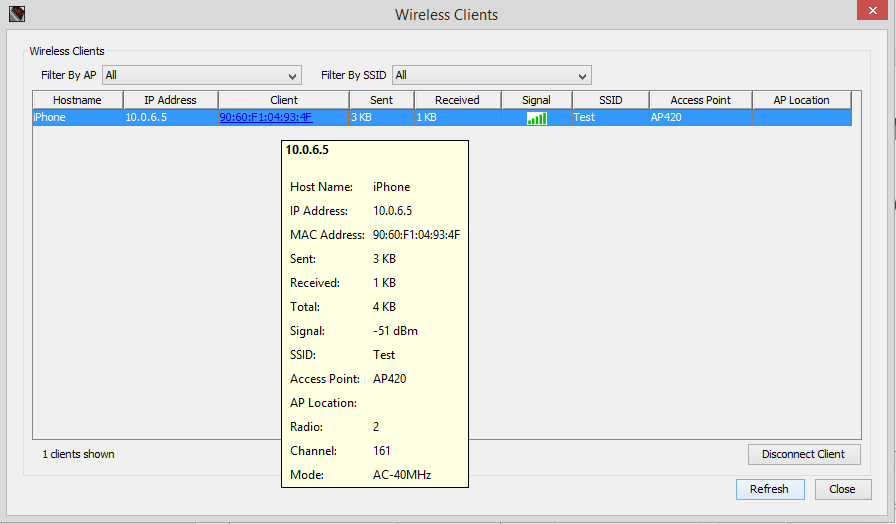 Wireless Clients
Wireless Clients
Filter By AP All Filter By SSID All
Hostname IP Address Client Sent Received Signal SSID Access Point AP Location
iPhone 10.0.6.5 90:60:F1:04:93:4F 3 KB 1 KB Test AP420
10.0.6.5
Host Name: iPhone
IP Address: 10.0.6.5
MAC Address: 90:60:F1:04:93:4F
Sent: 3 KB
Received: 1 KB
Total: 4 KB
Signal: -51 dBm
SSID: Test
Access Point: AP420
AP Location:
Radio: 2
Channel: 161
Mode: AC-40MHz
1 clients shown
Disconnect Client
Refresh Close